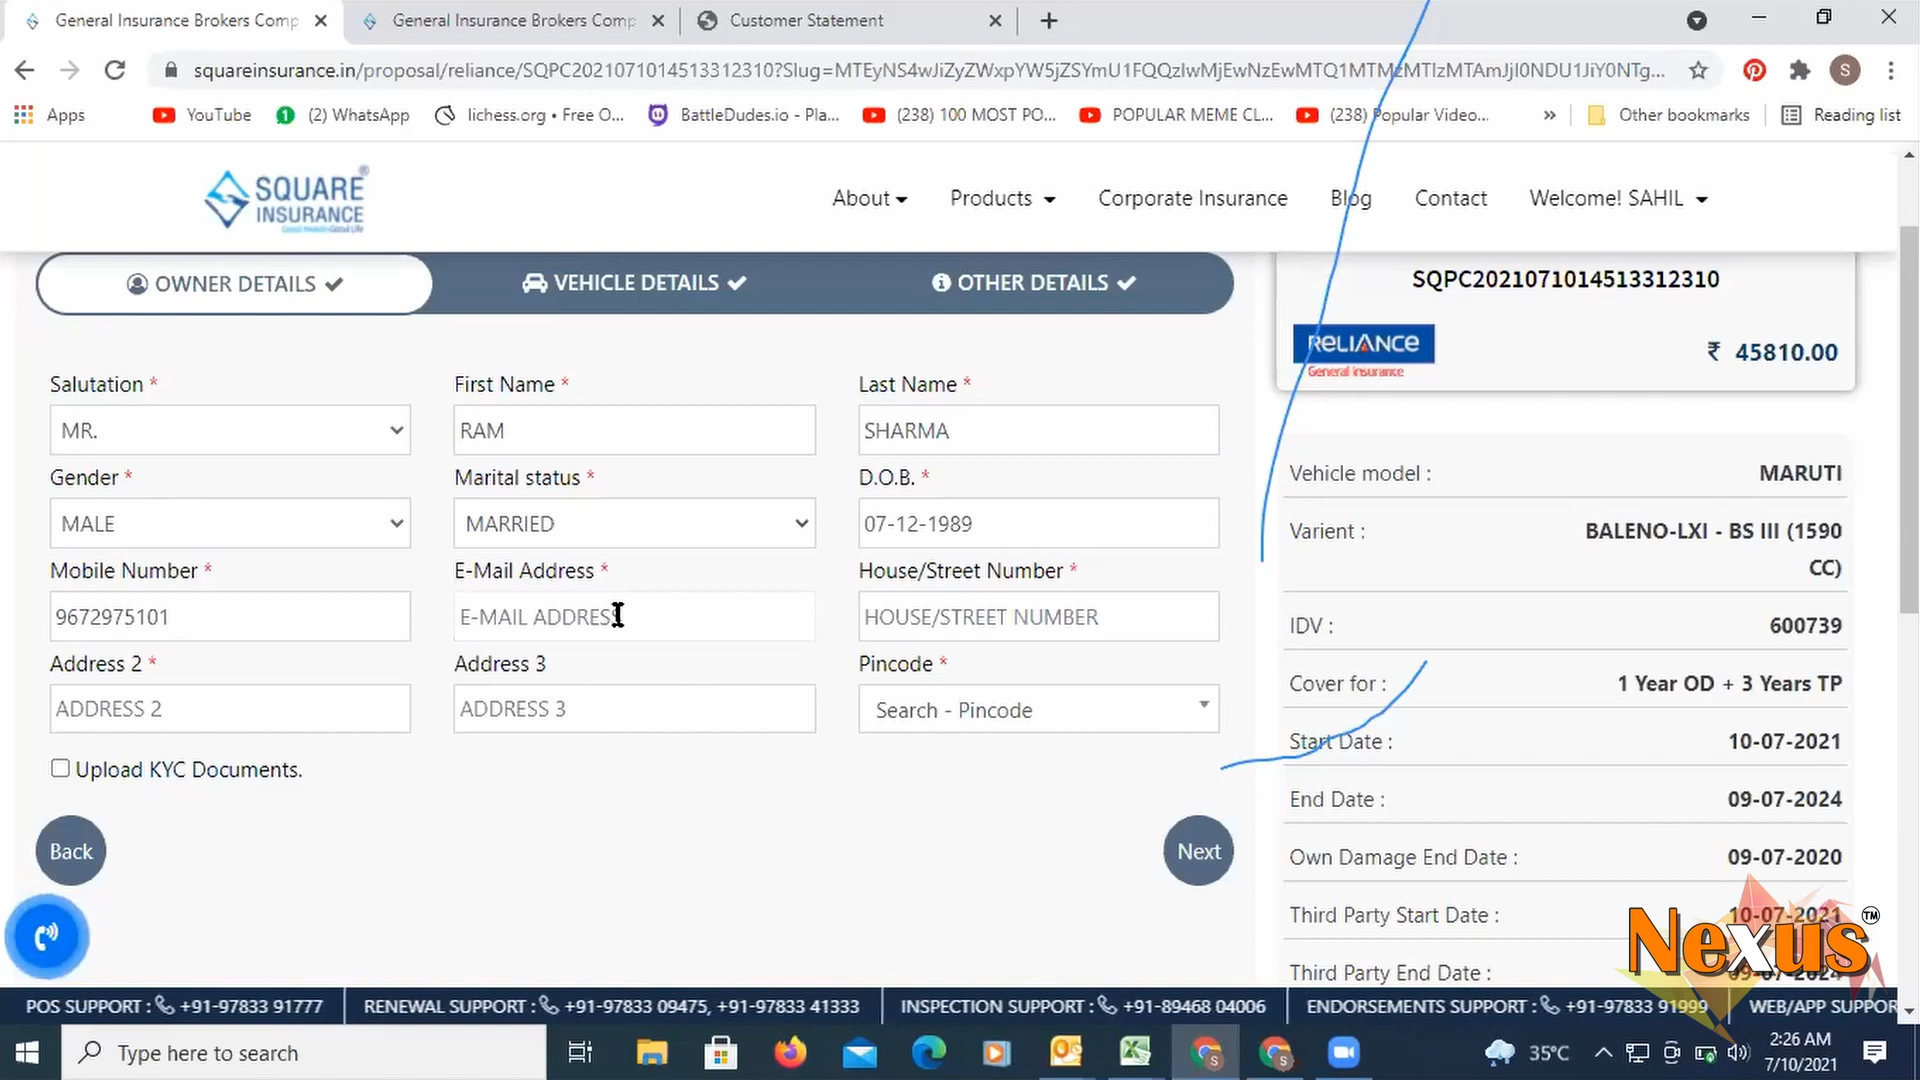 General Insurance Brokers Comp
General Insurance Brokers Comp
Customer Statement
squareinsurance.in/proposal/reliance/SQPC2021071014513312310?Slug=MTEyNS4wJiZyZWxpYW5jZSYmU1FQQzIwMjEwNzEwMTQ1MTMzMTIzMTAmJjI0NDU1JiY0NTg...
S
Apps
YouTube
(2) WhatsApp
lichess.org • Free O...
BattleDudes.io - Pla...
(238) 100 MOST PO...
POPULAR MEME CL...
(238) Popular Video...
»
Other bookmarks
Reading list
SQUARE
INSURANCE
About
Products
Corporate Insurance
Blog
Contact
Welcome! SAHIL
OWNER DETAILS
VEHICLE DETAILS
OTHER DETAILS
SQPC2021071014513312310
RELIANCE
General Insurance
₹ 45810.00
Salutation *
First Name *
Last Name *
MR.
RAM
SHARMA
Gender *
Marital status *
D.O.B. *
MALE
MARRIED
07-12-1989
Mobile Number *
E-Mail Address *
House/Street Number *
9672975101
E-MAIL ADDRESS
HOUSE/STREET NUMBER
Address 2 *
Address 3
Pincode *
ADDRESS 2
ADDRESS 3
Search - Pincode
Upload KYC Documents.
Back
Next
Vehicle model :
MARUTI
Varient :
BALENO-LXI - BS III (1590
CC)
IDV :
600739
Cover for :
1 Year OD + 3 Years TP
Start Date :
10-07-2021
End Date :
09-07-2024
Own Damage End Date :
09-07-2020
Third Party Start Date :
10-07-2021
Third Party End Date :
09-07-2024
Nexus™
POS SUPPORT : +91-97833 91777
RENEWAL SUPPORT : +91-97833 09475, +91-97833 41333
INSPECTION SUPPORT : +91-89468 04006
ENDORSEMENTS SUPPORT : +91-97833 91999
WEB/APP SUPPOR
Type here to search
35°C
2:26 AM
7/10/2021